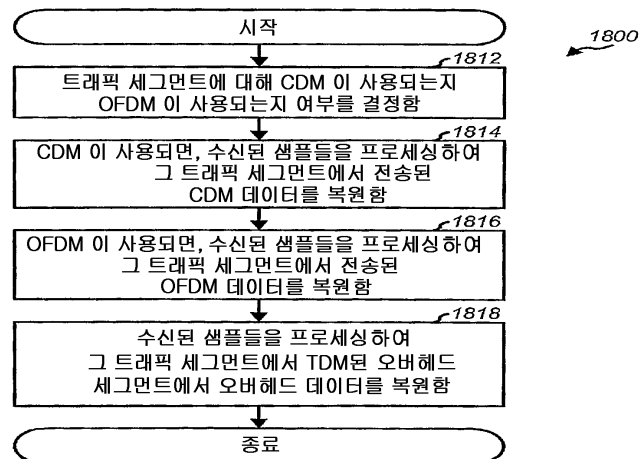 시작
1800
1812
트래픽 세그먼트에 대해 CDM 이 사용되는지
OFDM 이 사용되는지 여부를 결정함
1814
CDM 이 사용되면, 수신된 샘플들을 프로세싱하여
그 트래픽 세그먼트에서 전송된
CDM 데이터를 복원함
1816
OFDM 이 사용되면, 수신된 샘플들을 프로세싱하여
그 트래픽 세그먼트에서 전송된
OFDM 데이터를 복원함
1818
수신된 샘플들을 프로세싱하여
그 트래픽 세그먼트에서 TDM된 오버헤드
세그먼트에서 오버헤드 데이터를 복원함
종료